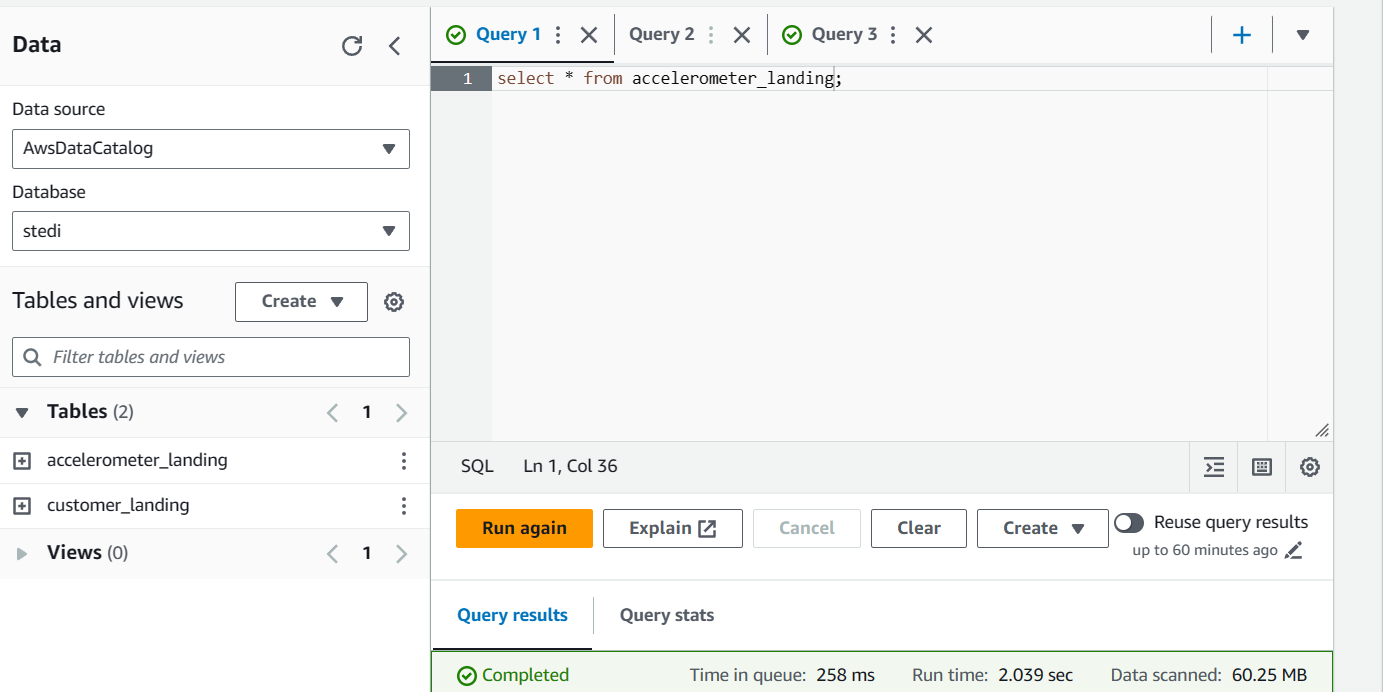 Data
Data source
AwsDataCatalog
Database
stedi
Tables and views
Create
Filter tables and views
Tables (2)
1
accelerometer_landing
customer_landing
Views (0)
1
Query 1
Query 2
Query 3
1 select * from accelerometer_landing;
SQL Ln 1, Col 36
Run again Explain Cancel Clear Create Reuse query results
up to 60 minutes ago
Query results Query stats
Completed Time in queue: 258 ms Run time: 2.039 sec Data scanned: 60.25 MB